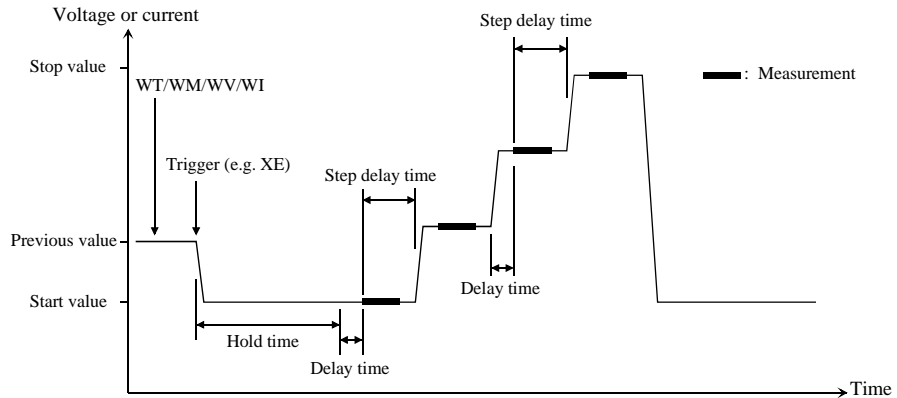 Voltage or current
Step delay time
Stop value
: Measurement
WT/WM/WV/WI
Trigger (e.g. XE)
Step delay time
Previous value
Delay time
Start value
Hold time
Delay time
Time